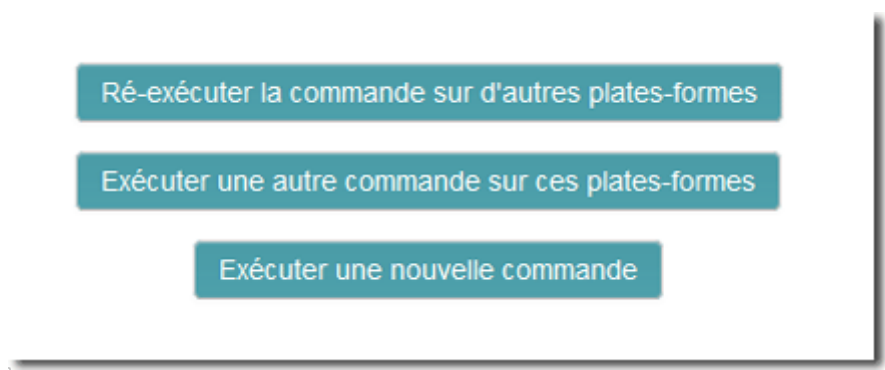 Ré-exécuter la commande sur d'autres plates-formes
Exécuter une autre commande sur ces plates-formes
Exécuter une nouvelle commande